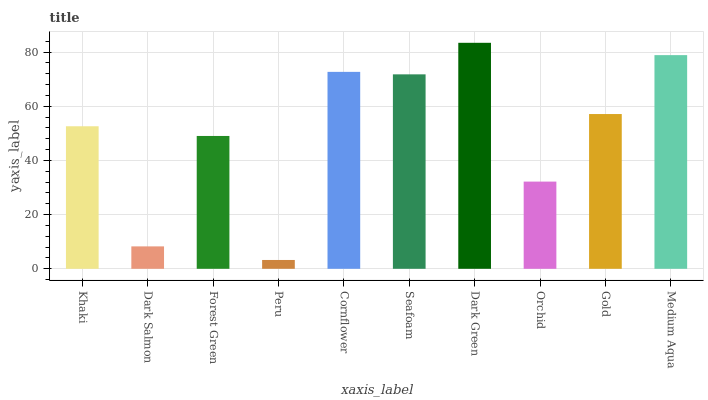 title
yaxis_label
80
60
40
20
0
Khaki
Dark Salmon
Forest Green
Peru
Cornflower
Seafoam
Dark Green
Orchid
Gold
Medium Aqua
xaxis_label